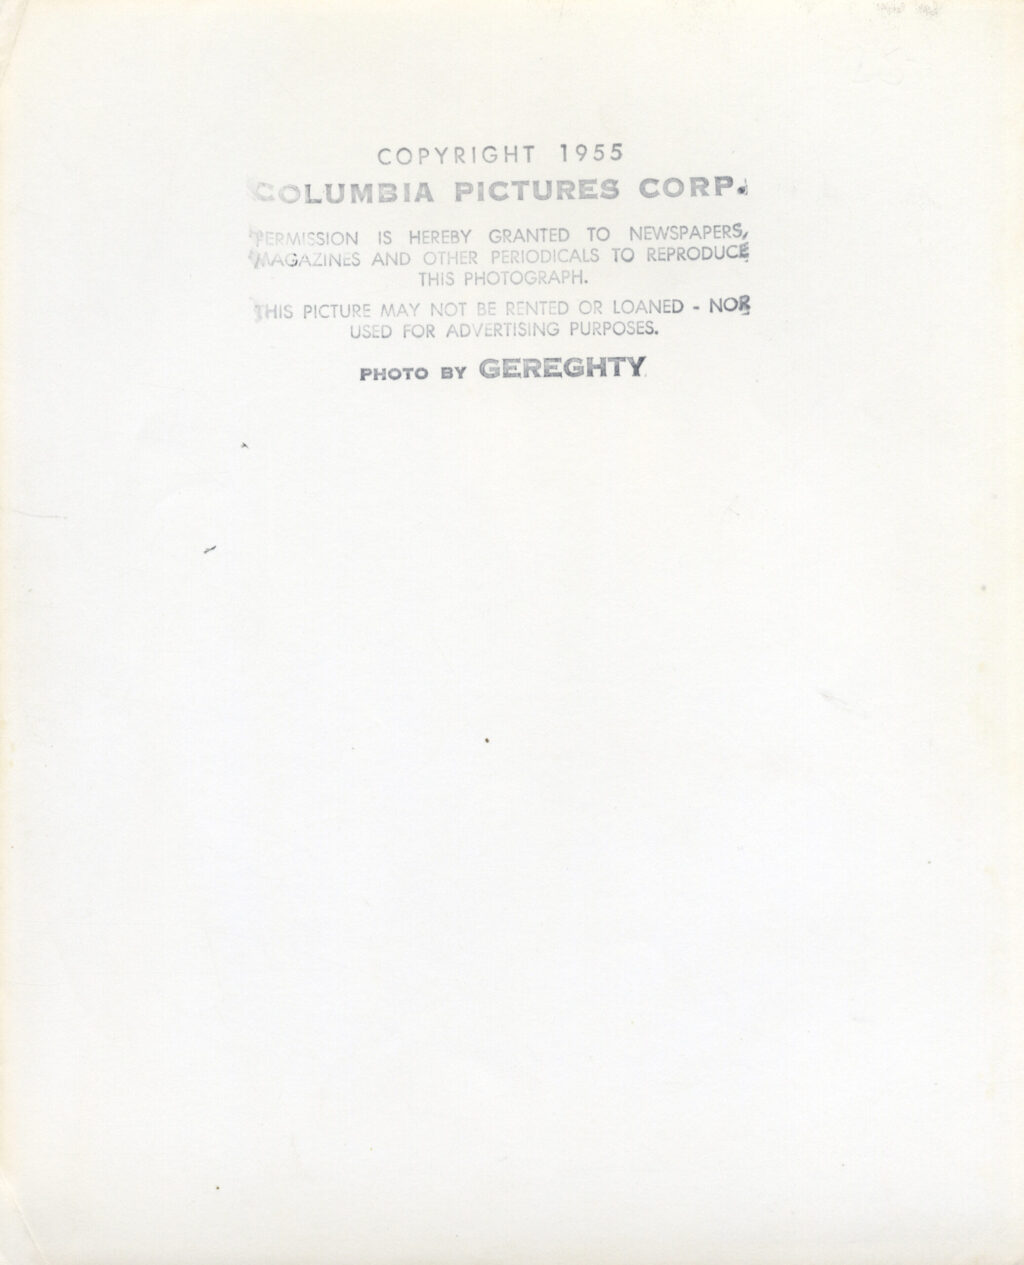 COPYRIGHT 1955
COLUMBIA PICTURES CORP.
PERMISSION IS HEREBY GRANTED TO NEWSPAPERS,
MAGAZINES AND OTHER PERIODICALS TO REPRODUCE
THIS PHOTOGRAPH.
THIS PICTURE MAY NOT BE RENTED OR LOANED - NOR
USED FOR ADVERTISING PURPOSES.
PHOTO BY GEREGHTY